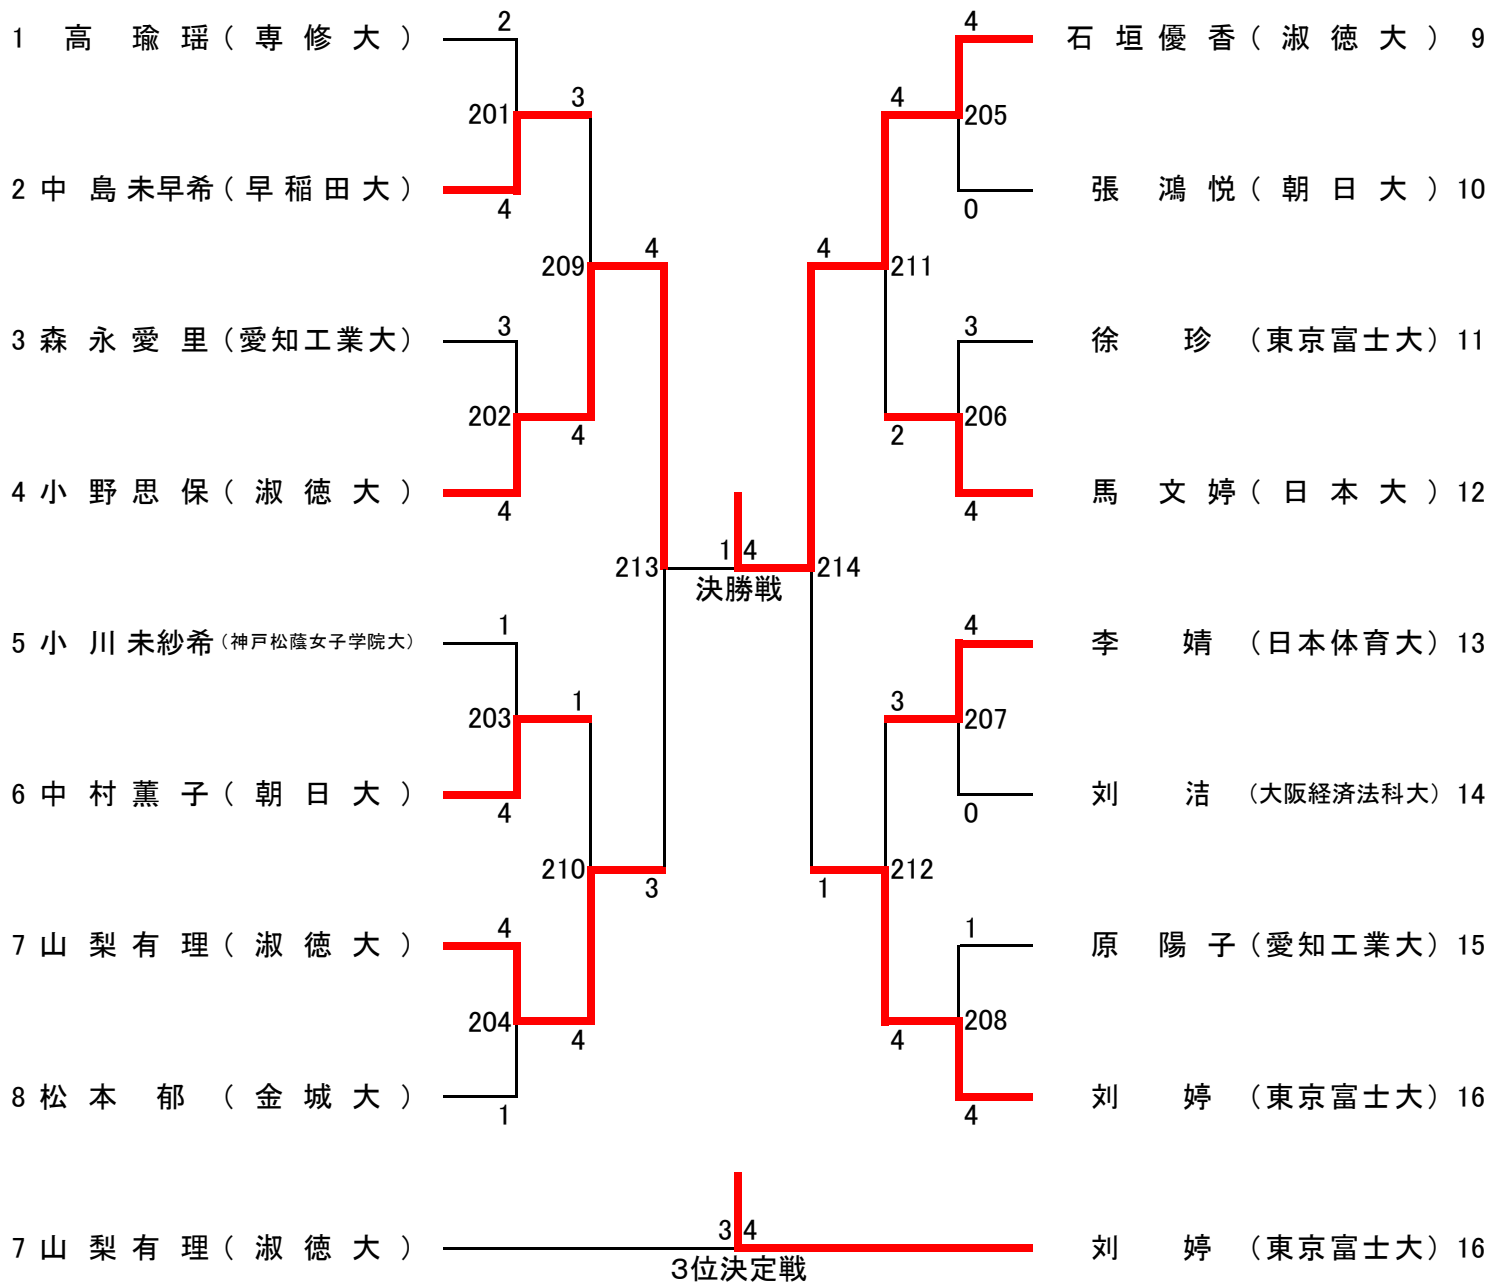 2 4
1 高 瑜 瑶 ( 専 修 大 ) 石 垣 優 香 ( 淑 徳 大 ) 9
3 4
201 205
2 中 島 未早希 ( 早 稲 田 大 ) 張 鴻 悦 ( 朝 日 大 ) 10
4 0
4 4
209 211
3 3
3 森 永 愛 里 (愛知工業大) 徐 珍 (東京富士大) 11
202 206
4 2
4 小 野 思 保 ( 淑 徳 大 ) 馬 文 婷 ( 日 本 大 ) 12
4 4
1 4
213 214
決勝戦
1 4
5 小 川 未紗希 (神戸松蔭女子学院大) 李 婧 (日本体育大) 13
1 3
203 207
6 中 村 薫 子 ( 朝 日 大 ) 刘 洁 (大阪経済法科大) 14
4 0
210 212
3 1
4 1
7 山 梨 有 理 ( 淑 徳 大 ) 原 陽 子 (愛知工業大) 15
204 208
4 4
8 松 本 郁 ( 金 城 大 ) 刘 婷 (東京富士大) 16
1 4
3 4
7 山 梨 有 理 ( 淑 徳 大 ) 刘 婷 (東京富士大) 16
3位決定戦